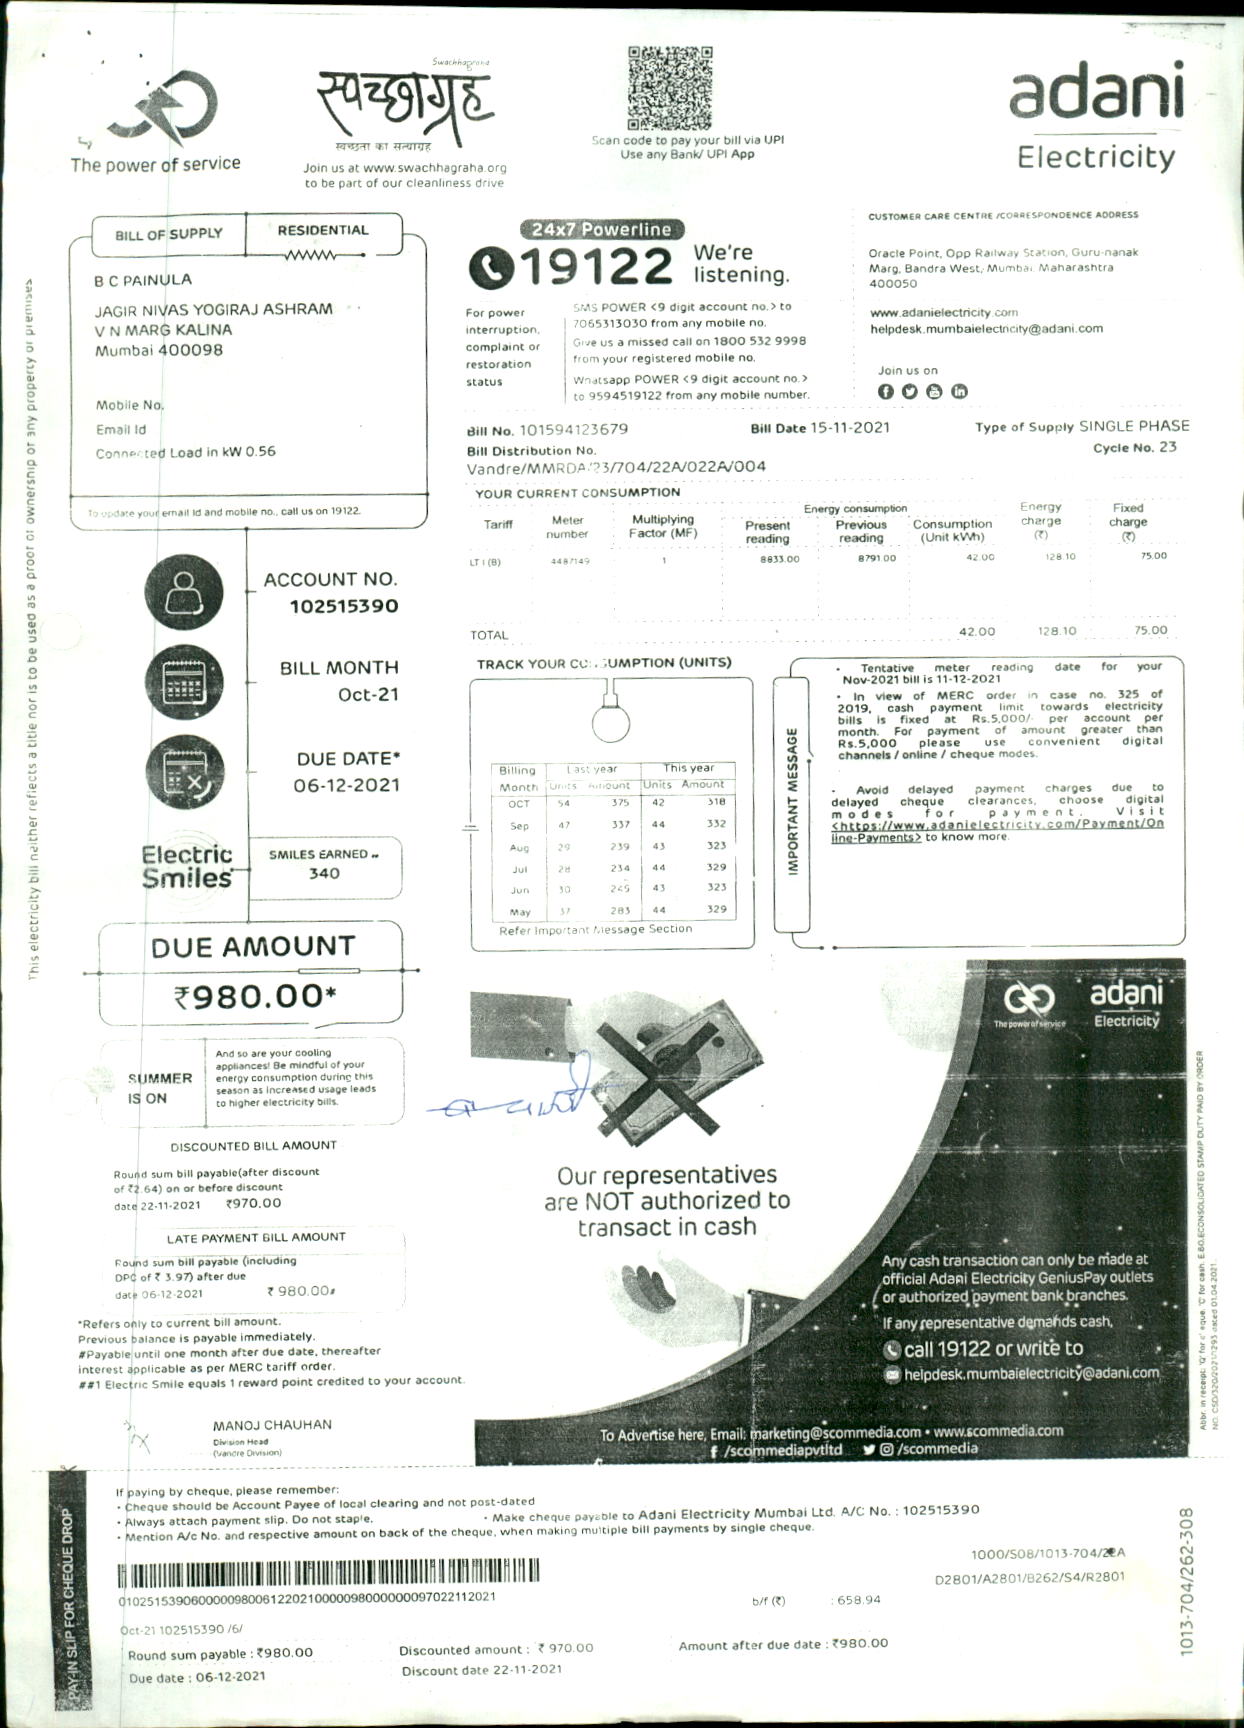 The power of service
Swachhagraha
स्वच्छाग्रह
स्वच्छता का सत्याग्रह
Join us at www.swachhagraha.org
to be part of our cleanliness drive
Scan code to pay your bill via UPI
Use any Bank/ UPI App
adani
Electricity
BILL OF SUPPLY
RESIDENTIAL
B C PAINULA
JAGIR NIVAS YOGIRAJ ASHRAM
V N MARG KALINA
Mumbai 400098
Mobile No.
Email Id
Connected Load in kW 0.56
To update your email Id and mobile no., call us on 19122.
24x7 Powerline
19122 We're listening.
For power
interruption,
complaint or
restoration
status
SMS POWER <9 digit account no.> to
7065313030 from any mobile no.
Give us a missed call on 1800 532 9998
from your registered mobile no.
Whatsapp POWER <9 digit account no.>
to 9594519122 from any mobile number.
CUSTOMER CARE CENTRE /CORRESPONDENCE ADDRESS
Oracle Point, Opp Railway Station, Guru-nanak
Marg, Bandra West, Mumbai, Maharashtra
400050
www.adanielectricity.com
helpdesk.mumbaielectricity@adani.com
Join us on
Bill No. 101594123679
Bill Date 15-11-2021
Type of Supply SINGLE PHASE
Bill Distribution No.
Cycle No. 23
Vandre/MMRDA/23/704/22A/022A/004
YOUR CURRENT CONSUMPTION
Tariff
Meter number
Multiplying Factor (MF)
Energy consumption
Present reading
Previous reading
Consumption (Unit kWh)
Energy charge (₹)
Fixed charge (₹)
LT I (B) 4487149 1 8833.00 8791.00 42.00 128.10 75.00
TOTAL 42.00 128.10 75.00
ACCOUNT NO.
102515390
BILL MONTH
Oct-21
DUE DATE*
06-12-2021
Electric
Smiles
SMILES EARNED
340
DUE AMOUNT
₹980.00*
SUMMER
IS ON
And so are your cooling
appliances! Be mindful of your
energy consumption during this
season as increased usage leads
to higher electricity bills.
DISCOUNTED BILL AMOUNT
Round sum bill payable(after discount
of ₹2.64) on or before discount
date 22-11-2021 ₹970.00
LATE PAYMENT BILL AMOUNT
Round sum bill payable (including
DPC of ₹ 3.97) after due
date 06-12-2021 ₹ 980.00#
*Refers only to current bill amount.
Previous balance is payable immediately.
#Payable until one month after due date, thereafter
interest applicable as per MERC tariff order.
##1 Electric Smile equals 1 reward point credited to your account.
MANOJ CHAUHAN
Division Head
(Vandre Division)
TRACK YOUR CONSUMPTION (UNITS)
Billing Last year This year
Month Units Amount Units Amount
OCT 54 375 42 318
Sep 47 337 44 332
Aug 29 239 43 323
Jul 28 234 44 329
Jun 30 245 43 323
May 37 283 44 329
Refer Important Message Section
IMPORTANT MESSAGE
• Tentative meter reading date for your
Nov-2021 bill is 11-12-2021
• In view of MERC order in case no. 325 of
2019, cash payment limit towards electricity
bills is fixed at Rs.5,000/- per account per
month. For payment of amount greater than
Rs.5,000 please use convenient digital
channels / online / cheque modes.
• Avoid delayed payment charges due to
delayed cheque clearances, choose digital
modes for payment. Visit
<https://www.adanielectricity.com/Payment/On
line-Payments> to know more.
The power of service
adani
Electricity
Our representatives
are NOT authorized to
transact in cash
Any cash transaction can only be made at
official Adani Electricity GeniusPay outlets
or authorized payment bank branches.
If any representative demands cash,
call 19122 or write to
helpdesk.mumbaielectricity@adani.com
To Advertise here, Email: marketing@scommedia.com • www.scommedia.com
/scommediapvtltd /scommedia
This electricity bill neither reflects a title nor is to be used as a proof of ownership of any property or premises
PAY-IN SLIP FOR CHEQUE DROP
If paying by cheque, please remember:
• Cheque should be Account Payee of local clearing and not post-dated
• Always attach payment slip. Do not staple.
• Make cheque payable to Adani Electricity Mumbai Ltd. A/C No. : 102515390
• Mention A/c No. and respective amount on back of the cheque, when making multiple bill payments by single cheque.
1000/S08/1013-704/22A
D2801/A2801/B262/S4/R2801
b/f (₹) : 658.94
Oct-21 102515390 /6/
Round sum payable : ₹980.00
Discounted amount : ₹ 970.00
Amount after due date : ₹980.00
Due date : 06-12-2021
Discount date 22-11-2021
1013-704/262-308